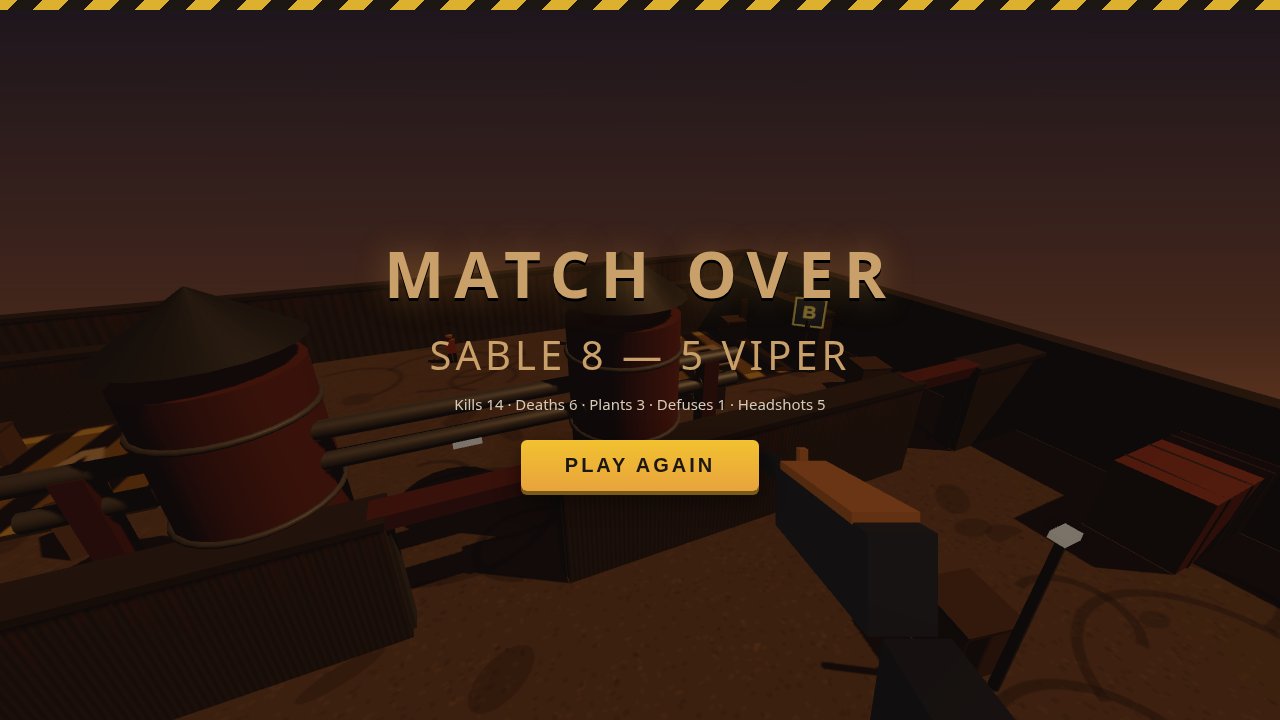 MATCH OVER
B
SABLE 8 — 5 VIPER
Kills 14 · Deaths 6 · Plants 3 · Defuses 1 · Headshots 5
PLAY AGAIN